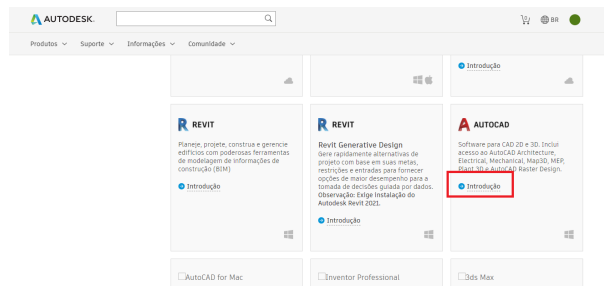 AUTODESK.
BR
Produtos
Suporte
Informações
Comunidade
Introdução
REVIT
Planeje, projete, construa e gerencie
edifícios com poderosas ferramentas
de modelagem de informações de
construção (BIM)
Introdução
REVIT
Revit Generative Design
Gere rapidamente alternativas de
projeto com base em suas metas,
restrições e entradas para fornecer
opções de maior desempenho para a
tomada de decisões guiada por dados.
Observação: Exige instalação do
Autodesk Revit 2021.
Introdução
AUTOCAD
Software para CAD 2D e 3D. Inclui
acesso ao AutoCAD Architecture,
Electrical, Mechanical, Map3D, MEP,
Plant 3D e AutoCAD Raster Design.
Introdução
AutoCAD for Mac
Inventor Professional
3ds Max